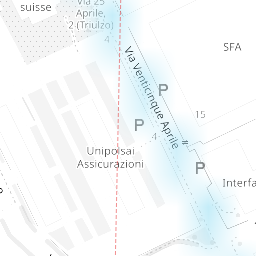 suisse
Via 25
Aprile,
2 (Triulzo)
SFA
Via Venticinque Aprile
P
15
P
4
Unipolsai
Assicurazioni
P
Interfa